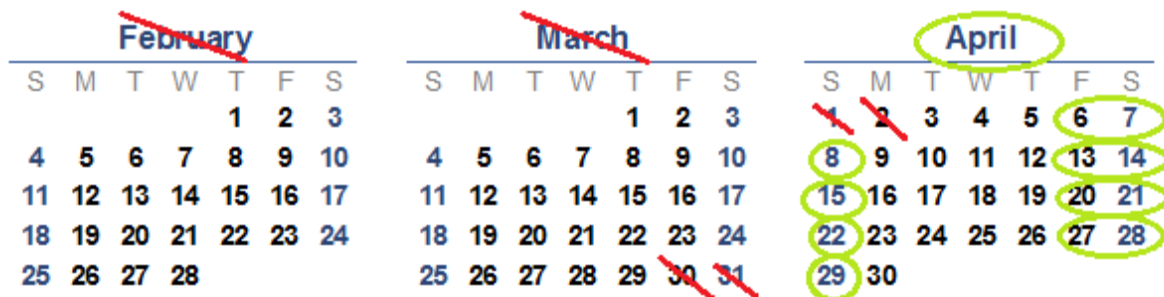 February March April
S M T W T F S S M T W T F S S M T W T F S
1 2 3 1 2 3 1 2 3 4 5 6 7
4 5 6 7 8 9 10 4 5 6 7 8 9 10 8 9 10 11 12 13 14
11 12 13 14 15 16 17 11 12 13 14 15 16 17 15 16 17 18 19 20 21
18 19 20 21 22 23 24 18 19 20 21 22 23 24 22 23 24 25 26 27 28
25 26 27 28 25 26 27 28 29 30 31 29 30